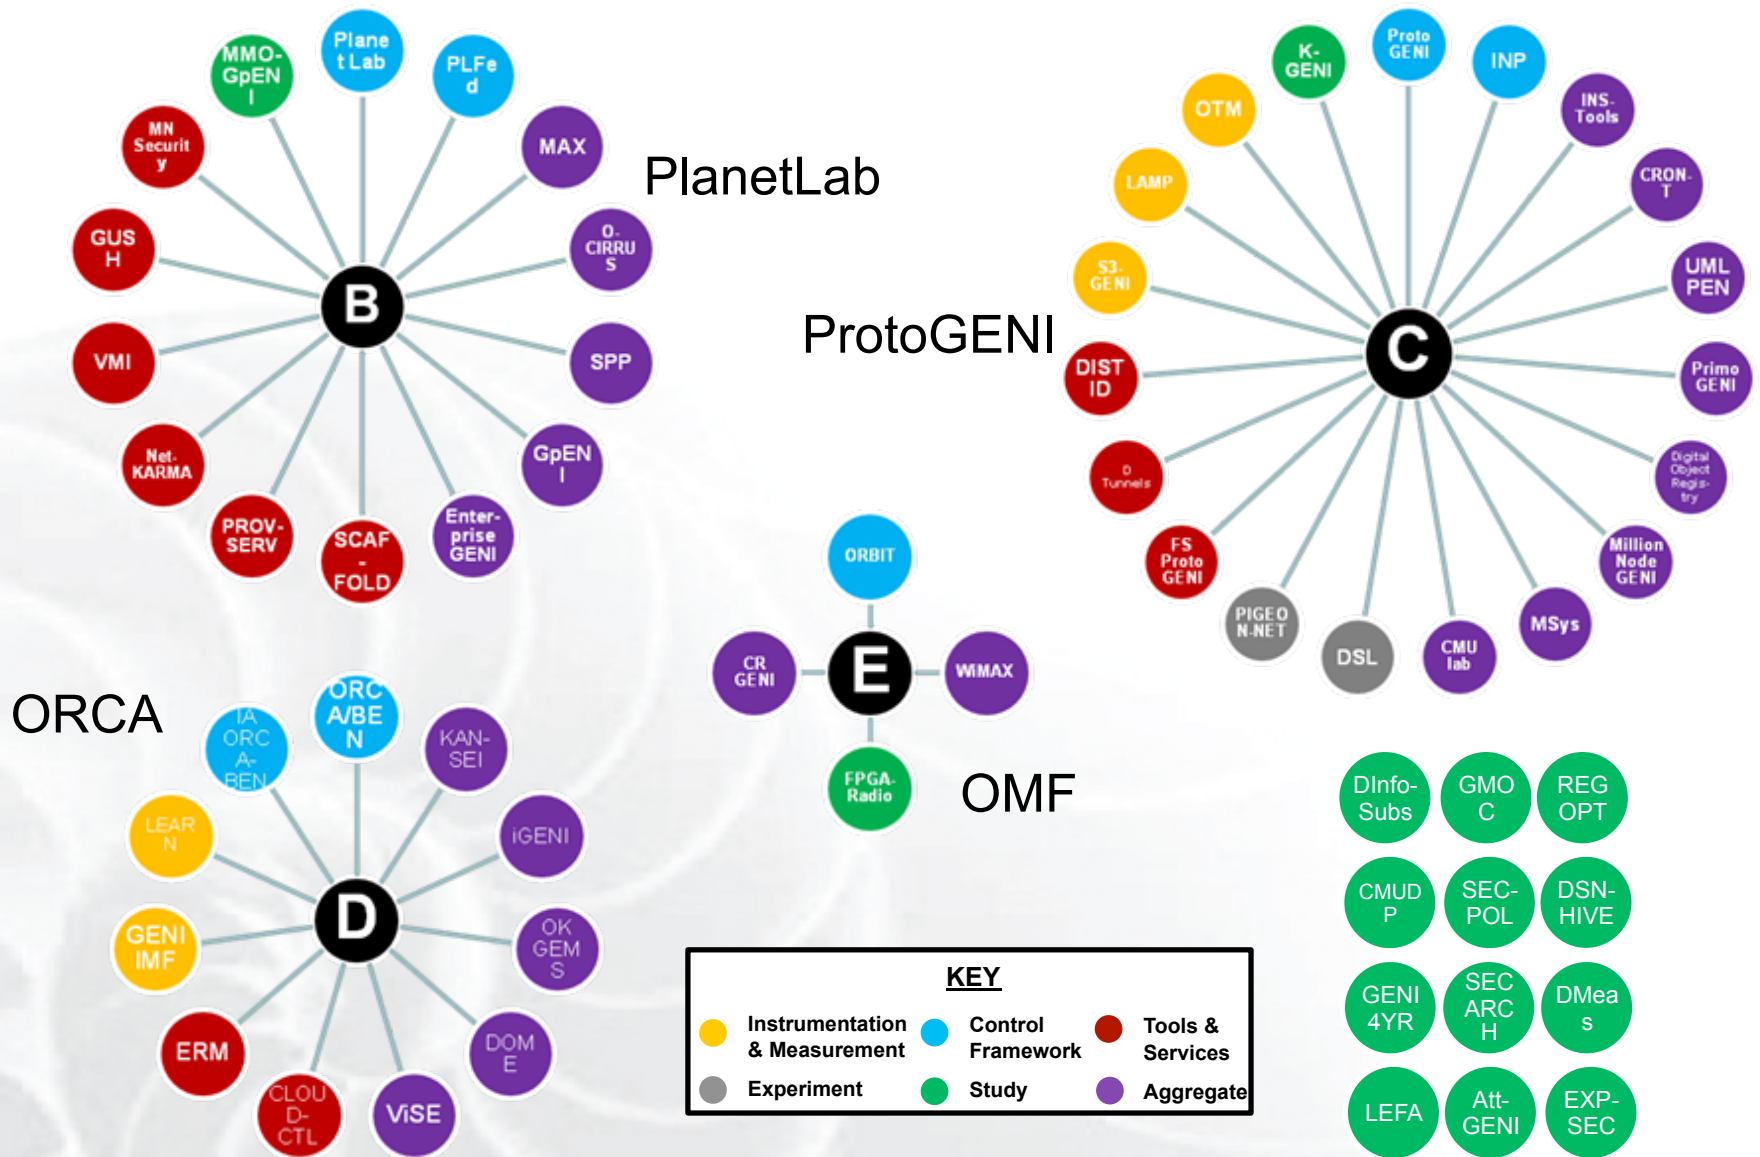 MMO-
GpEN
I
Plane
t Lab
PLFe
d
MN
Securit
y
MAX
PlanetLab
GUS
H
O-
CIRRU
S
B
VMI
SPP
Net-
KARMA
GpEN
I
PROV-
SERV
SCAF
-
FOLD
Enter-
prise
GENI
K-
GENI
Proto
GENI
INP
OTM
INS-
Tools
LAMP
CRON-
T
S3-
GENI
UML
PEN
ProtoGENI
C
DIST
ID
Primo
GENI
D
Tunnels
Digital
Object
Regis-
try
FS
Proto
GENI
Million
Node
GENI
PIGEO
N-NET
DSL
CMU
lab
MSys
ORBIT
CR
GENI
E
WiMAX
FPGA-
Radio
OMF
ORCA
IA
ORC
A-
BEN
ORC
A/BE
N
KAN-
SEI
LEAR
N
iGENI
GENI
IMF
D
OK
GEM
S
ERM
DOM
E
CLOU
D-
CTL
ViSE
KEY
Instrumentation
& Measurement
Control
Framework
Tools &
Services
Experiment
Study
Aggregate
DInfo-
Subs
GMO
C
REG
OPT
CMUD
P
SEC-
POL
DSN-
HIVE
GENI
4YR
SEC
ARC
H
DMea
s
LEFA
Att-
GENI
EXP-
SEC